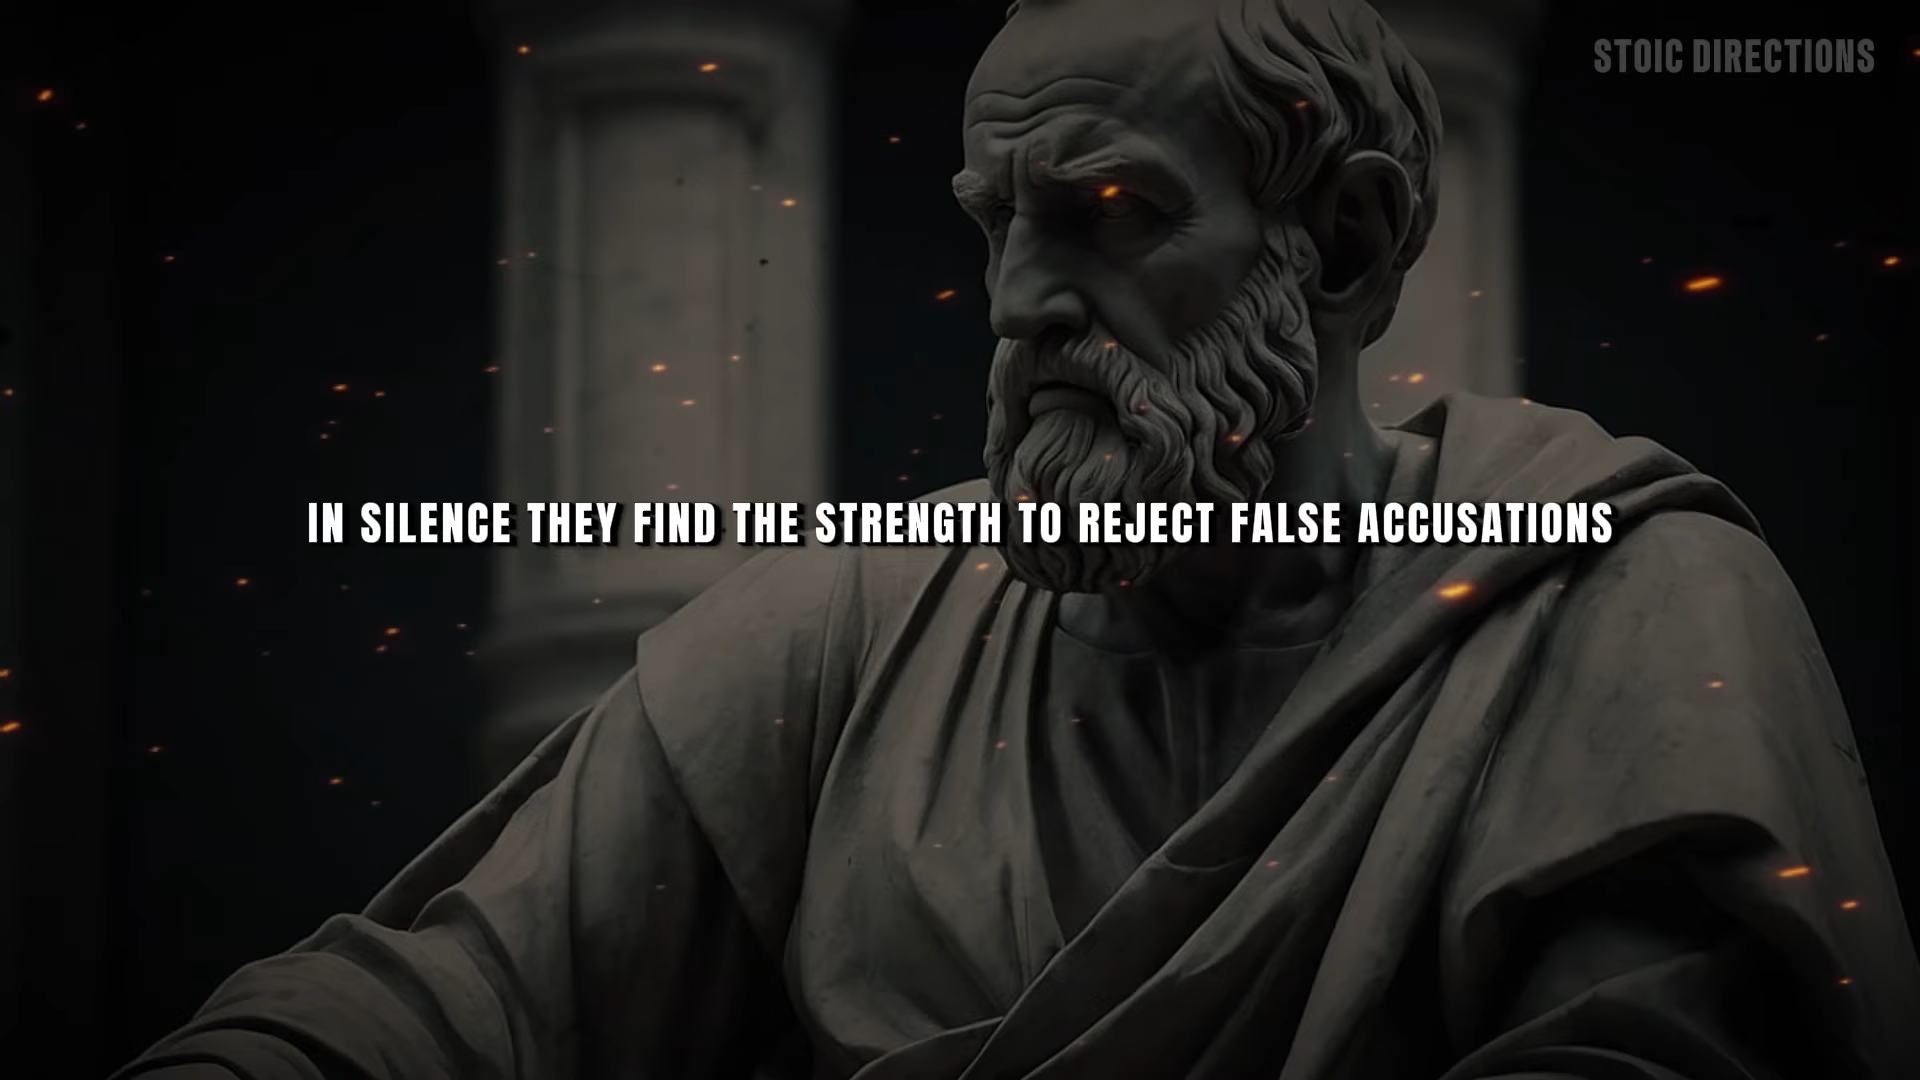 STOIC DIRECTIONS
IN SILENCE THEY FIND THE STRENGTH TO REJECT FALSE ACCUSATIONS